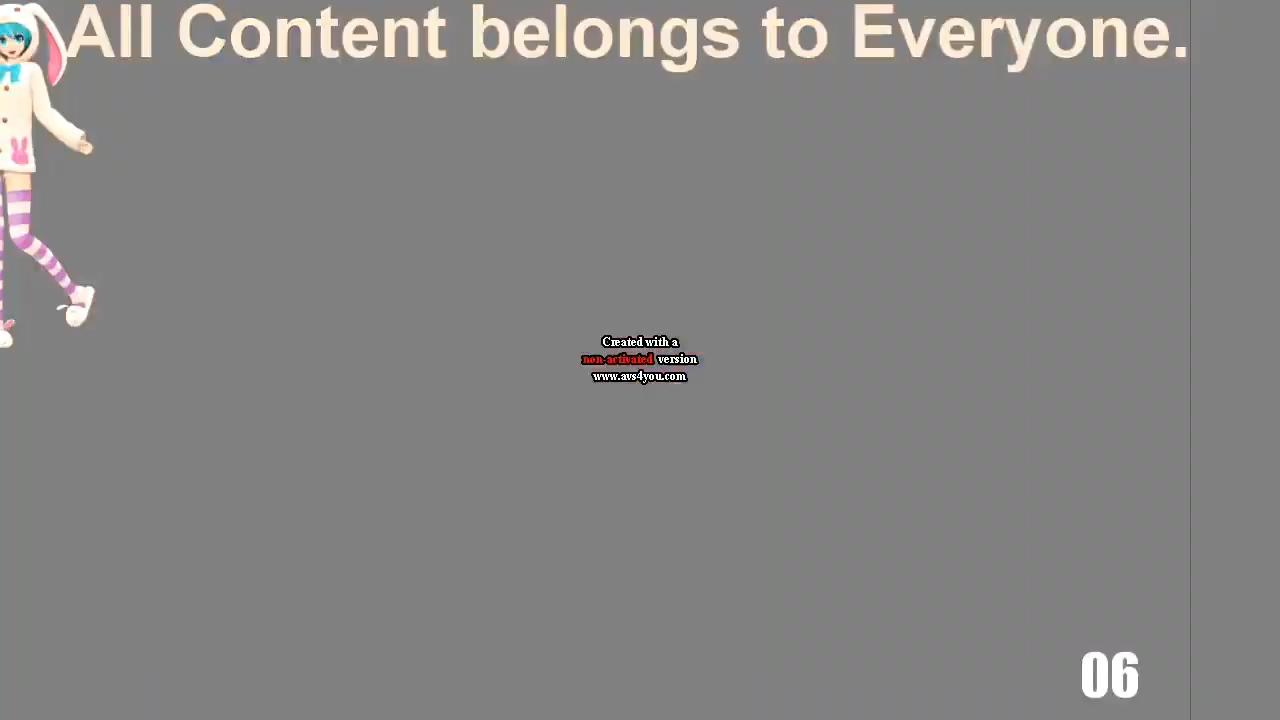 All Content belongs to Everyone.
Created with a
non-activated version
www.avs4you.com
06